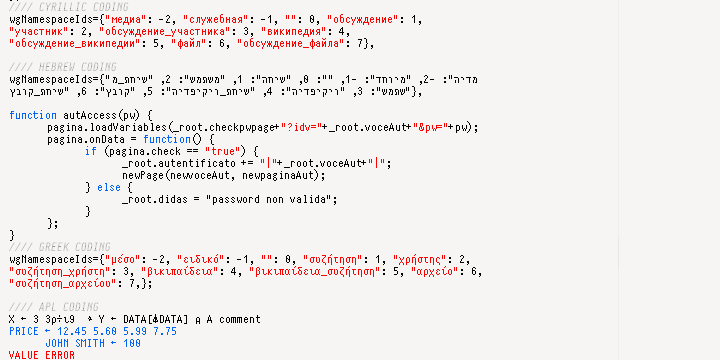 //// CYRILLIC CODING
wgNamespaceIds={"медиа": -2, "служебная": -1, "": 0, "обсуждение": 1,
"участник": 2, "обсуждение_участника": 3, "википедия": 4,
"обсуждение_википедии": 5, "файл": 6, "обсуждение_файла": 7},
//// HEBREW CODING
wgNamespaceIds={"מדיה": -2, "מיוחד": -1, "": 0, "שיחה": 1, "משתמש": 2, "שיחת_מ
שתמש": 3, "ויקיפדיה": 4, "שיחת_ויקיפדיה": 5, "קובץ": 6, "שיחת_קובץ"},
function autAccess(pw) {
pagina.loadVariables(_root.checkpwpage+"?idv="+_root.voceAut+"&pw="+pw);
pagina.onData = function() {
if (pagina.check == "true") {
_root.autentificato += "|"+_root.voceAut+"|";
newPage(newvoceAut, newpaginaAut);
} else {
_root.didas = "password non valida";
}
};
}
//// GREEK CODING
wgNamespaceIds={"μέσο": -2, "ειδικό": -1, "": 0, "συζήτηση": 1, "χρήστης": 2,
"συζήτηση_χρήστη": 3, "βικιπαίδεια": 4, "βικιπαίδεια_συζήτηση": 5, "αρχείο": 6,
"συζήτηση_αρχείου": 7,};
//// APL CODING
X ← 3 3⍴÷⍳9 ⋄ Y ← DATA[⍋DATA] ⍝ A comment
PRICE ← 12.45 5.60 5.99 7.75
JOHN SMITH ← 100
VALUE ERROR